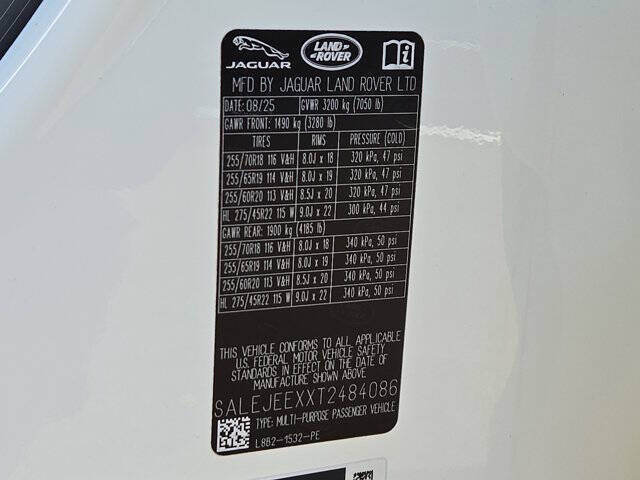 JAGUAR LAND ROVER
MFD BY JAGUAR LAND ROVER LTD
DATE: 08/25 GVWR 3200 kg (7050 lb)
GAWR FRONT: 1490 kg (3280 lb)
TIRES RIMS PRESSURE (COLD)
255/70R18 116 V&H 8.0J x 18 320 kPa, 47 psi
255/65R19 114 V&H 8.0J x 19 320 kPa, 47 psi
255/60R20 113 V&H 8.5J x 20 320 kPa, 47 psi
HL 275/45R22 115 W 9.0J x 22 300 kPa, 44 psi
GAWR REAR: 1900 kg (4185 lb)
255/70R18 116 V&H 8.0J x 18 340 kPa, 50 psi
255/65R19 114 V&H 8.0J x 19 340 kPa, 50 psi
255/60R20 113 V&H 8.5J x 20 340 kPa, 50 psi
HL 275/45R22 115 W 9.0J x 22 340 kPa, 50 psi
THIS VEHICLE CONFORMS TO ALL APPLICABLE
U.S. FEDERAL MOTOR VEHICLE SAFETY
STANDARDS IN EFFECT ON THE DATE OF
MANUFACTURE SHOWN ABOVE.
SALEJEEXXT2484086
TYPE: MULTI-PURPOSE PASSENGER VEHICLE
L8B2-1532-PE